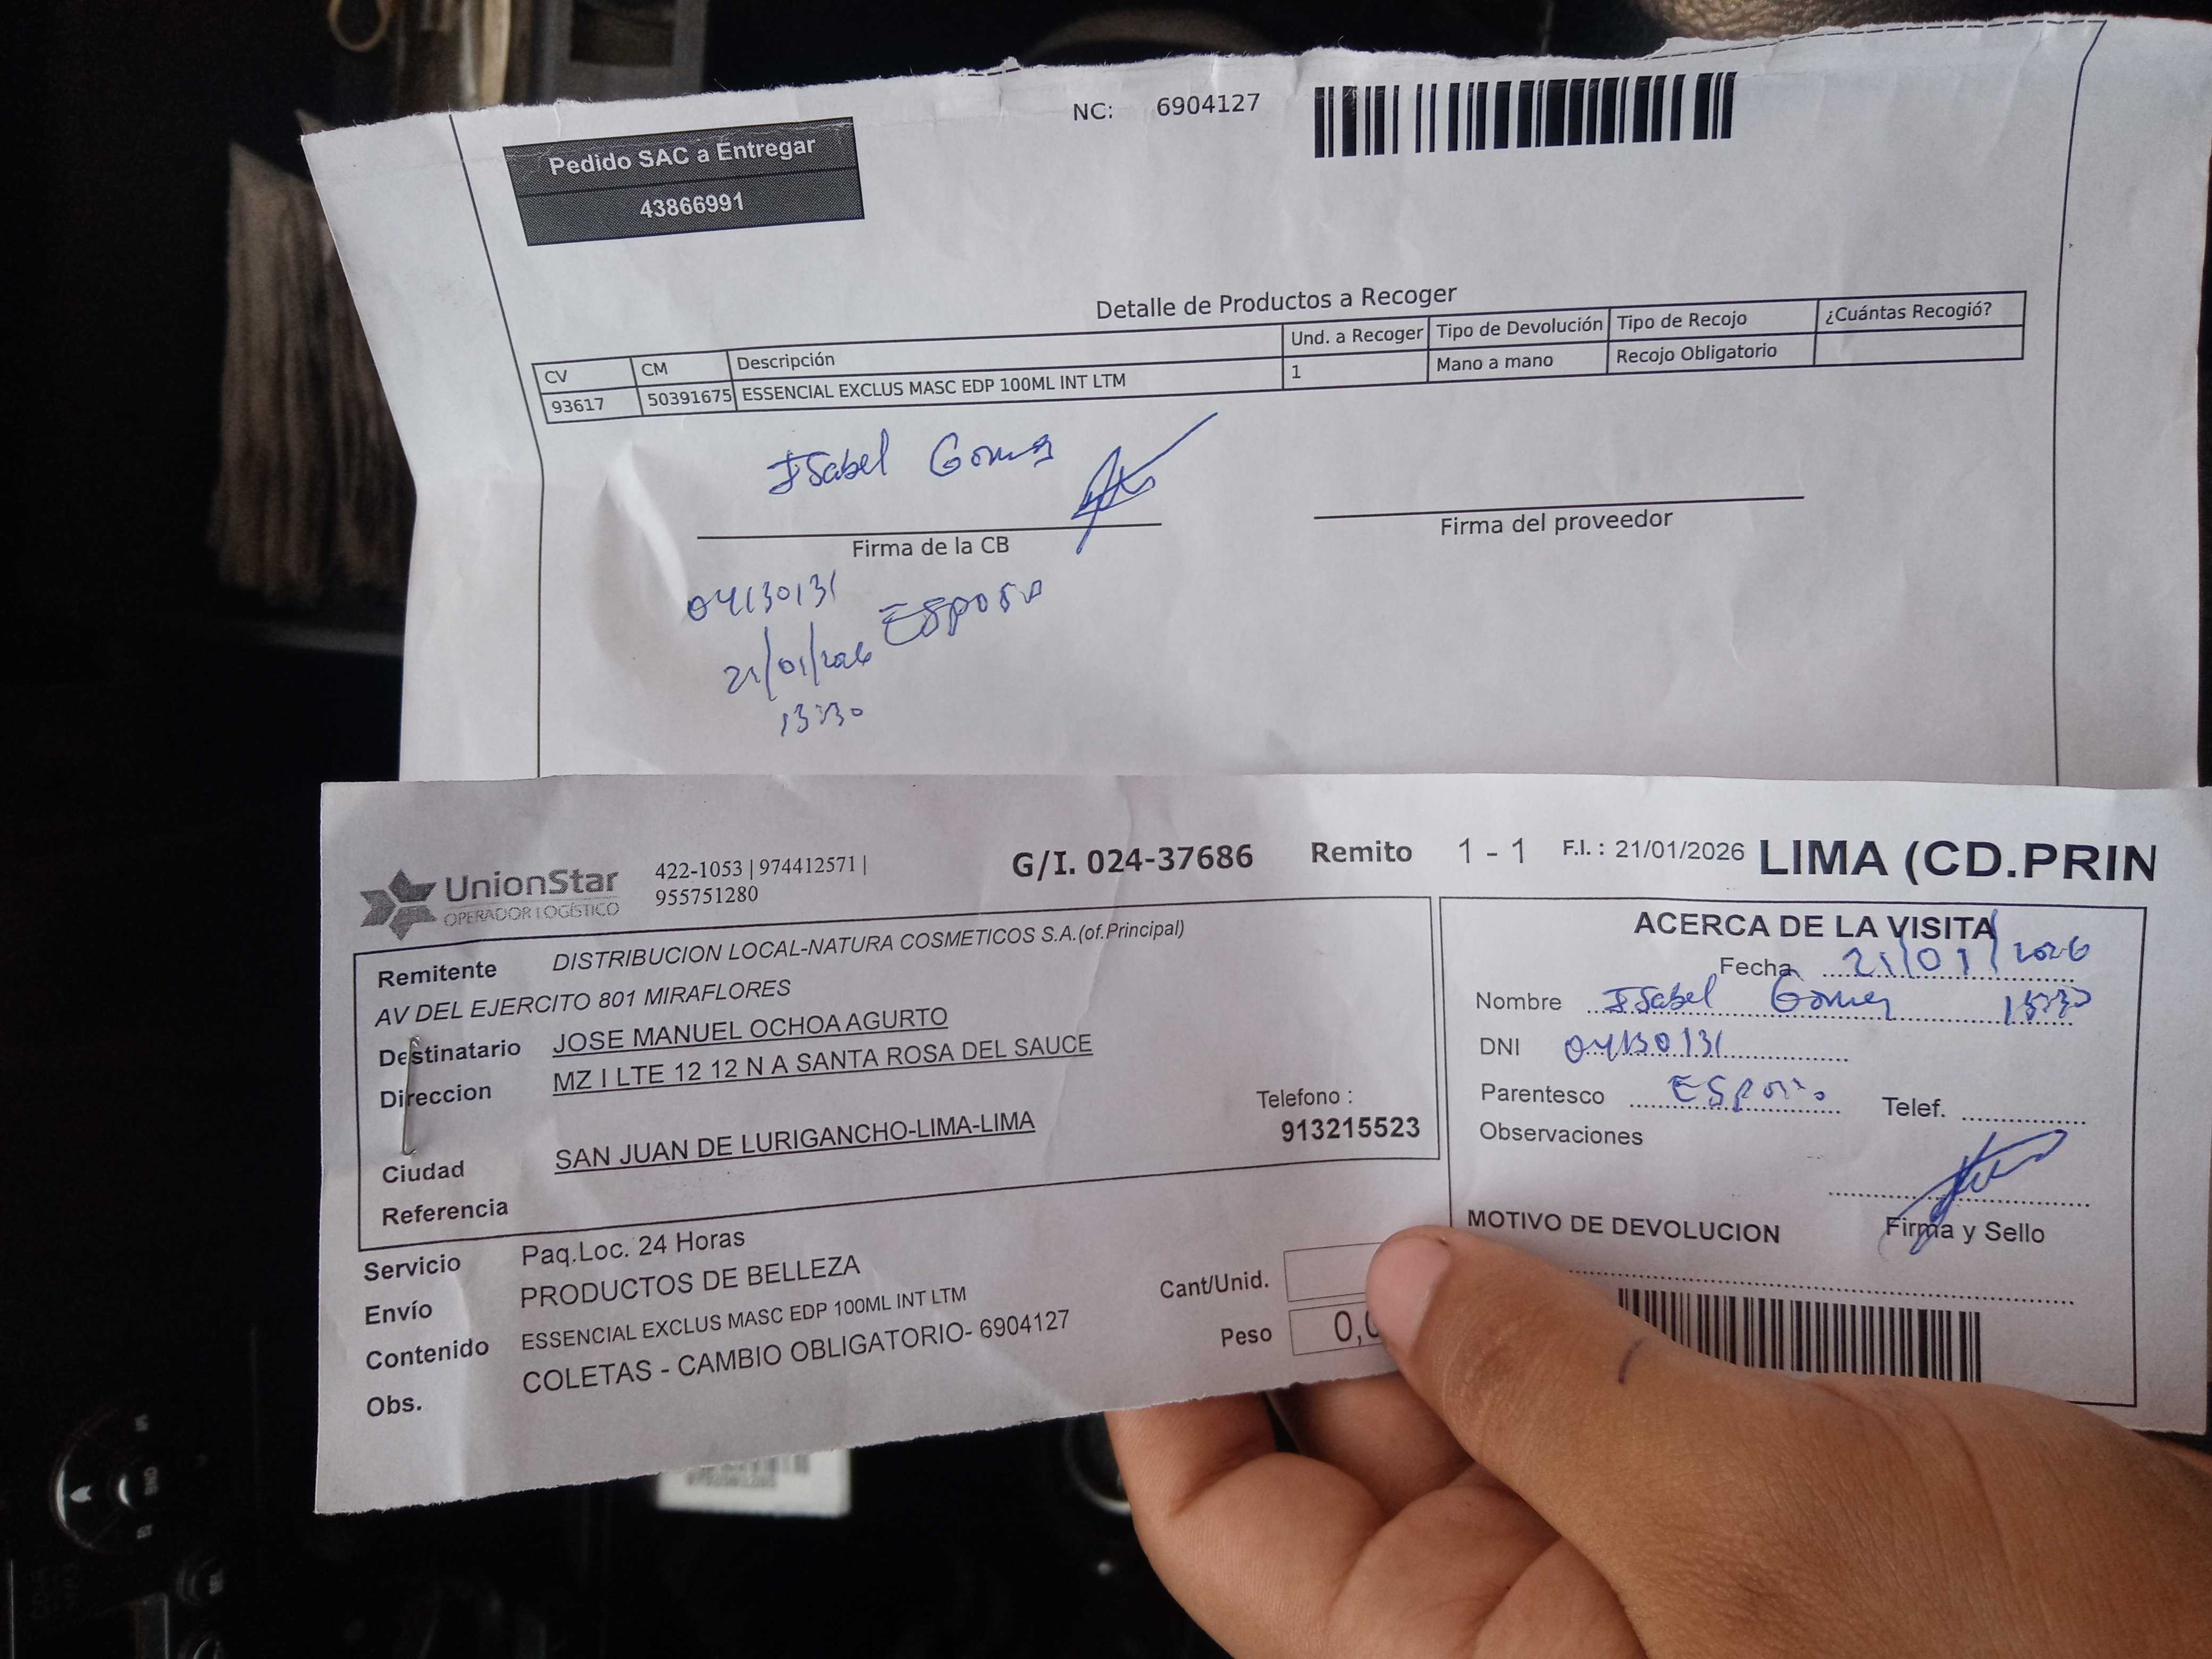 NC: 6904127
Pedido SAC a Entregar
43866991
Detalle de Productos a Recoger
CV CM Descripción Und. a Recoger Tipo de Devolución Tipo de Recojo ¿Cuántas Recogió?
93617 50391675 ESSENCIAL EXCLUS MASC EDP 100ML INT LTM 1 Mano a mano Recojo Obligatorio
Isabel Gomez
Firma de la CB Firma del proveedor
04130131
Esposa
21/01/2026
13:30
UnionStar
OPERADOR LOGÍSTICO
422-1053 | 974412571 |
955751280
G/I. 024-37686 Remito 1 - 1 F.I. : 21/01/2026 LIMA (CD.PRIN
Remitente DISTRIBUCION LOCAL-NATURA COSMETICOS S.A.(of.Principal)
AV DEL EJERCITO 801 MIRAFLORES
Destinatario JOSE MANUEL OCHOA AGURTO
Direccion MZ I LTE 12 12 N A SANTA ROSA DEL SAUCE
Telefono :
913215523
Ciudad SAN JUAN DE LURIGANCHO-LIMA-LIMA
Referencia
Servicio Paq.Loc. 24 Horas
Envío PRODUCTOS DE BELLEZA
Contenido ESSENCIAL EXCLUS MASC EDP 100ML INT LTM
Obs. COLETAS - CAMBIO OBLIGATORIO- 6904127
Cant/Unid.
Peso
ACERCA DE LA VISITA
Fecha 21/01/2026
Nombre Isabel Gomez 13:30
DNI 04130131
Parentesco Esposa Telef.
Observaciones
MOTIVO DE DEVOLUCION Firma y Sello